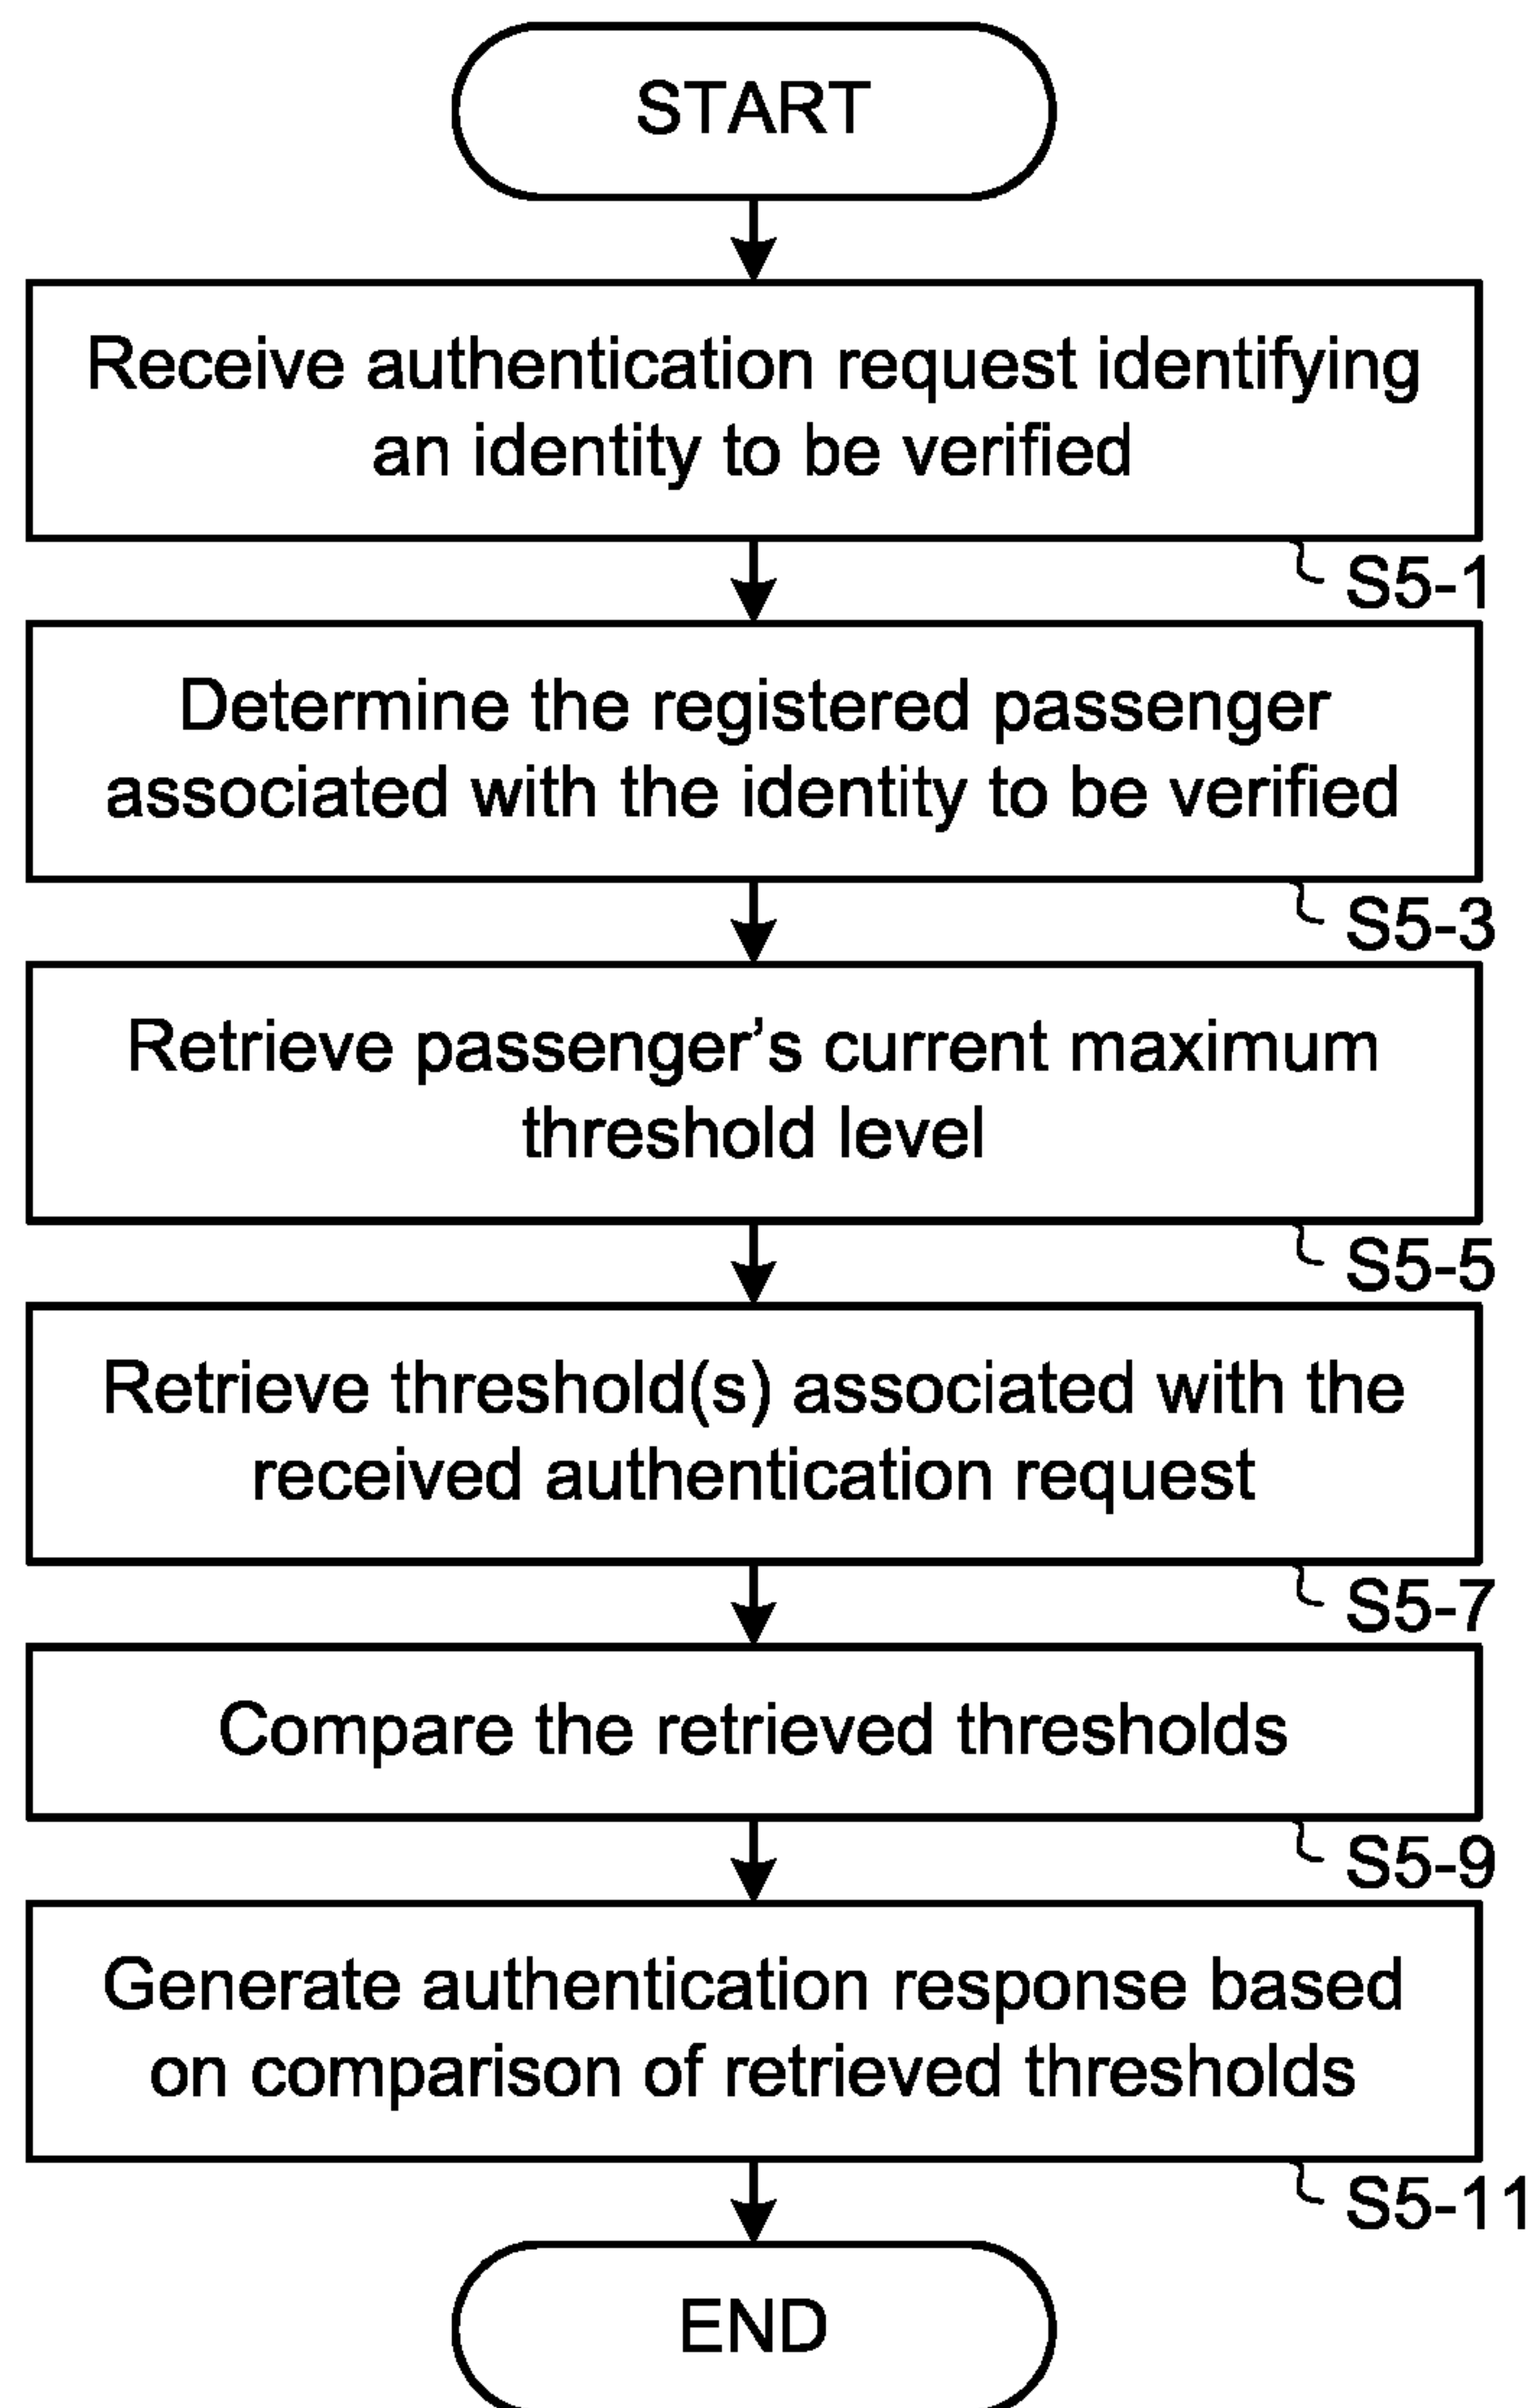 START
Receive authentication request identifying
an identity to be verified
S5-1
Determine the registered passenger
associated with the identity to be verified
S5-3
Retrieve passenger’s current maximum
threshold level
S5-5
Retrieve threshold(s) associated with the
received authentication request
S5-7
Compare the retrieved thresholds
S5-9
Generate authentication response based
on comparison of retrieved thresholds
S5-11
END